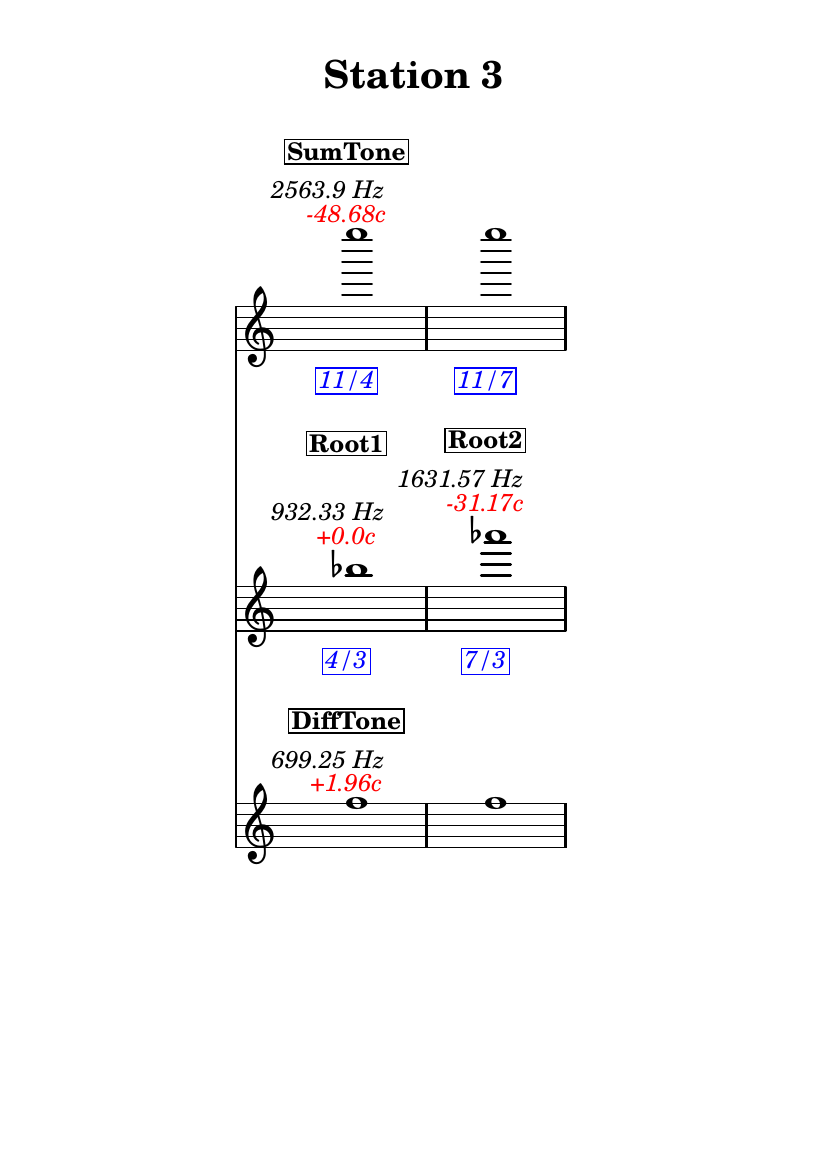 Station 3
SumTone
2563.9 Hz
-48.68c
11/4 11/7
Root1 Root2
1631.57 Hz
-31.17c
932.33 Hz
+0.0c
4/3 7/3
DiffTone
699.25 Hz
+1.96c